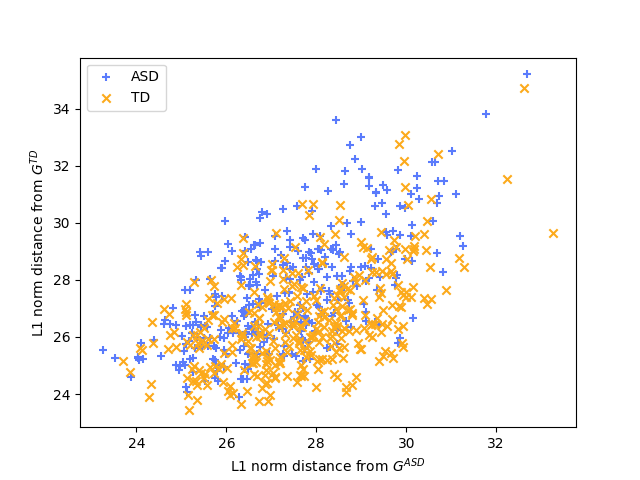 ASD
TD
34
32
30
28
26
24
L1 norm distance from G^{TD}
24
26
28
30
32
L1 norm distance from G^{ASD}